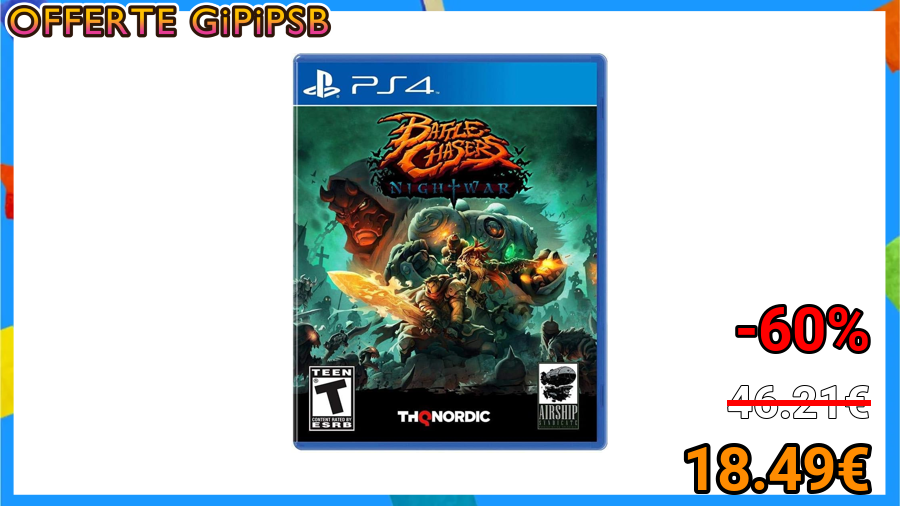 OFFERTE GiPiPSB
PS4
BATTLE
CHASERS
NIGHTWAR
TEEN
T
CONTENT RATED BY
ESRB
THQNORDIC
AIRSHIP
SYNDICATE
-60%
46.21€
18.49€